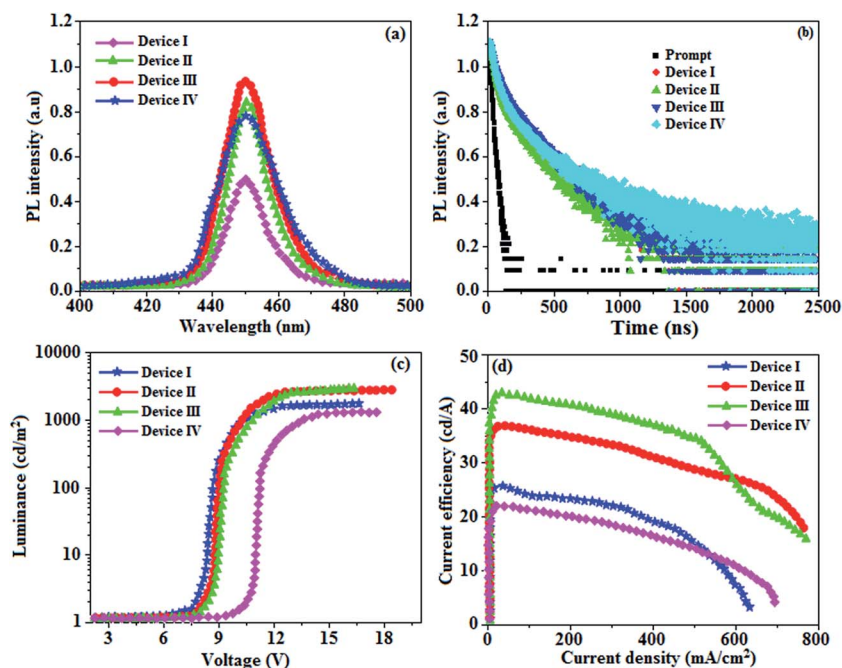 1.2
1.0
0.8
0.6
0.4
0.2
0.0
PL intensity (a.u)
(a)
Device I
Device II
Device III
Device IV
400 420 440 460 480 500
Wavelength (nm)
1.2
1.0
0.8
0.6
0.4
0.2
0.0
PL intensity (a.u)
(b)
Prompt
Device I
Device II
Device III
Device IV
0 500 1000 1500 2000 2500
Time (ns)
10000
1000
100
10
1
Luminance (cd/m²)
(c)
Device I
Device II
Device III
Device IV
3 6 9 12 15 18
Voltage (V)
50
40
30
20
10
0
Current efficiency (cd/A)
(d)
Device I
Device II
Device III
Device IV
0 200 400 600 800
Current density (mA/cm²)